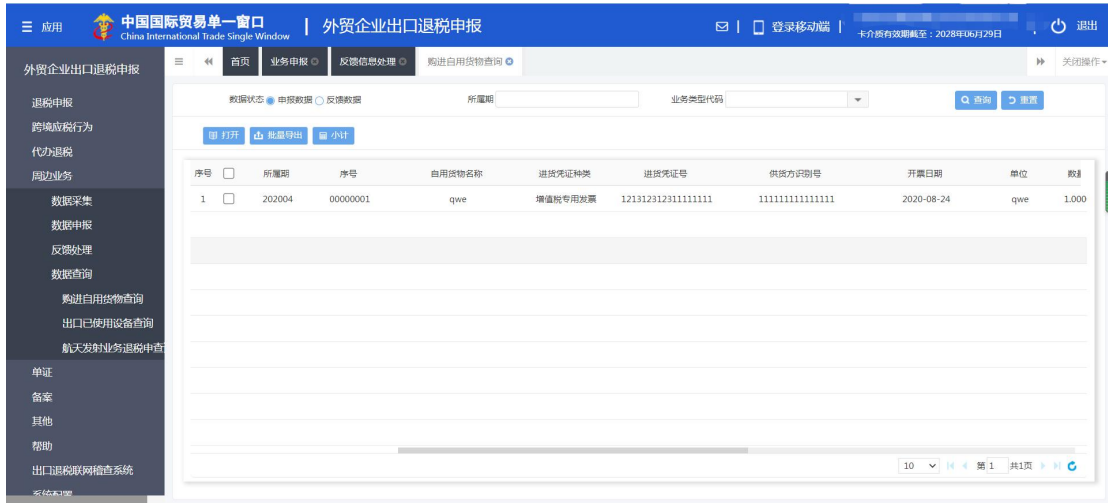 应用 中国国际贸易单一窗口 外贸企业出口退税申报 登录移动端 退出
China International Trade Single Window 卡介质有效期截至：2028年06月29日
外贸企业出口退税申报 首页 业务申报 反馈信息处理 购进自用货物查询 关闭操作
退税申报
跨境应税行为
代办退税
周边业务
数据采集
数据申报
反馈处理
数据查询
购进自用货物查询
出口已使用设备查询
航天发射业务退税申查
单证
备案
其他
帮助
出口退税联网稽查系统
系统配置
数据状态 申报数据 反馈数据 所属期 业务类型代码 查询 重置
打开 批量导出 小计
序号 所属期 序号 自用货物名称 进货凭证种类 进货凭证号 供货方识别号 开票日期 单位 数量
1 202004 00000001 qwe 增值税专用发票 121312312311111111 111111111111111 2020-08-24 qwe 1.000
10 第 1 共1页